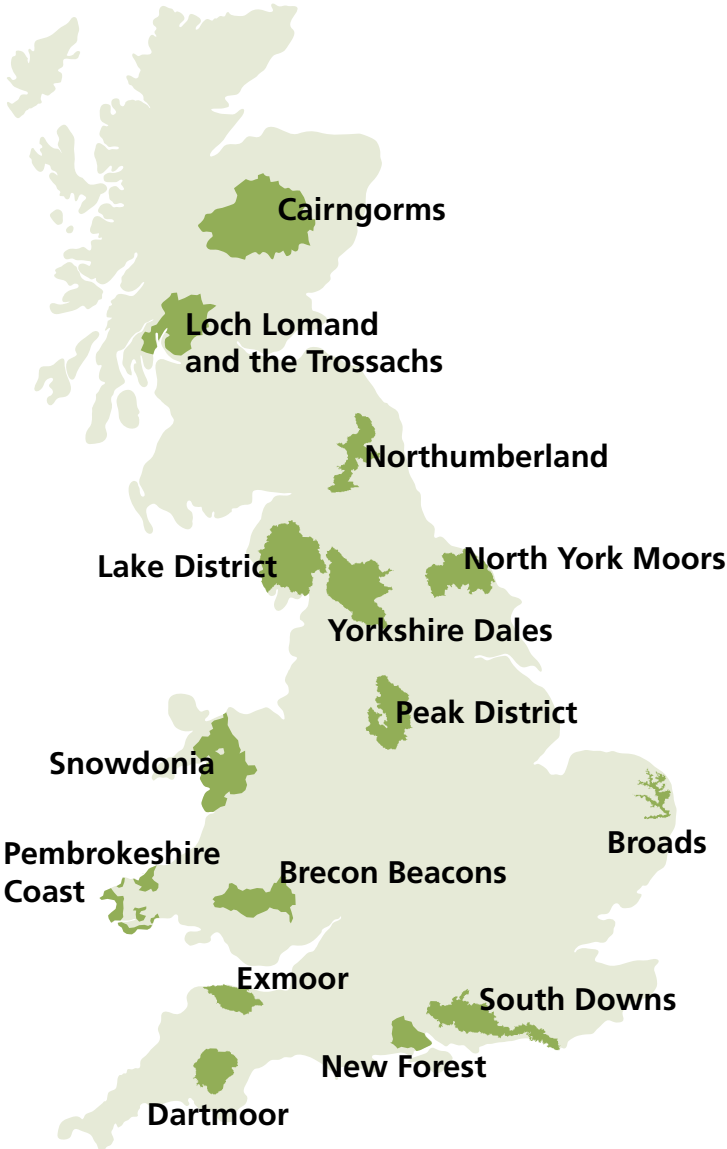 Cairngorms
Loch Lomand
and the Trossachs
Northumberland
Lake District
North York Moors
Yorkshire Dales
Peak District
Snowdonia
Broads
Pembrokeshire
Coast
Brecon Beacons
Exmoor
South Downs
New Forest
Dartmoor